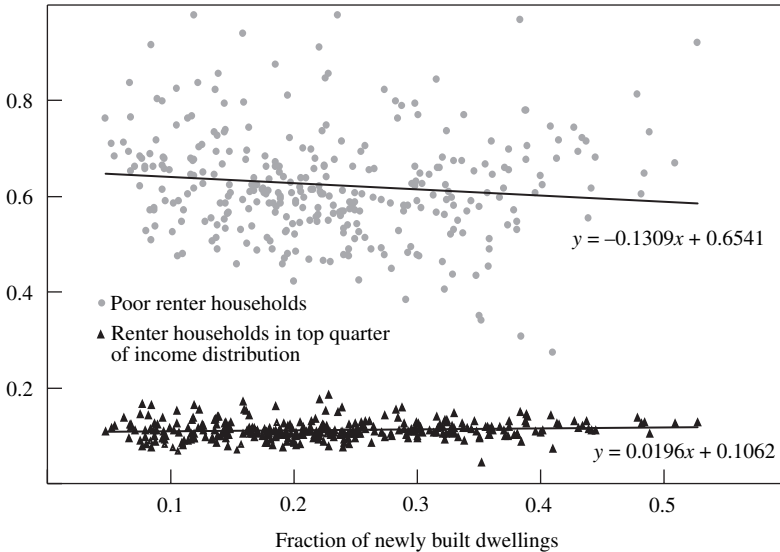 0.8
0.6
y = –0.1309x + 0.6541
0.4
Poor renter households
Renter households in top quarter
of income distribution
0.2
y = 0.0196x + 0.1062
0.1 0.2 0.3 0.4 0.5
Fraction of newly built dwellings